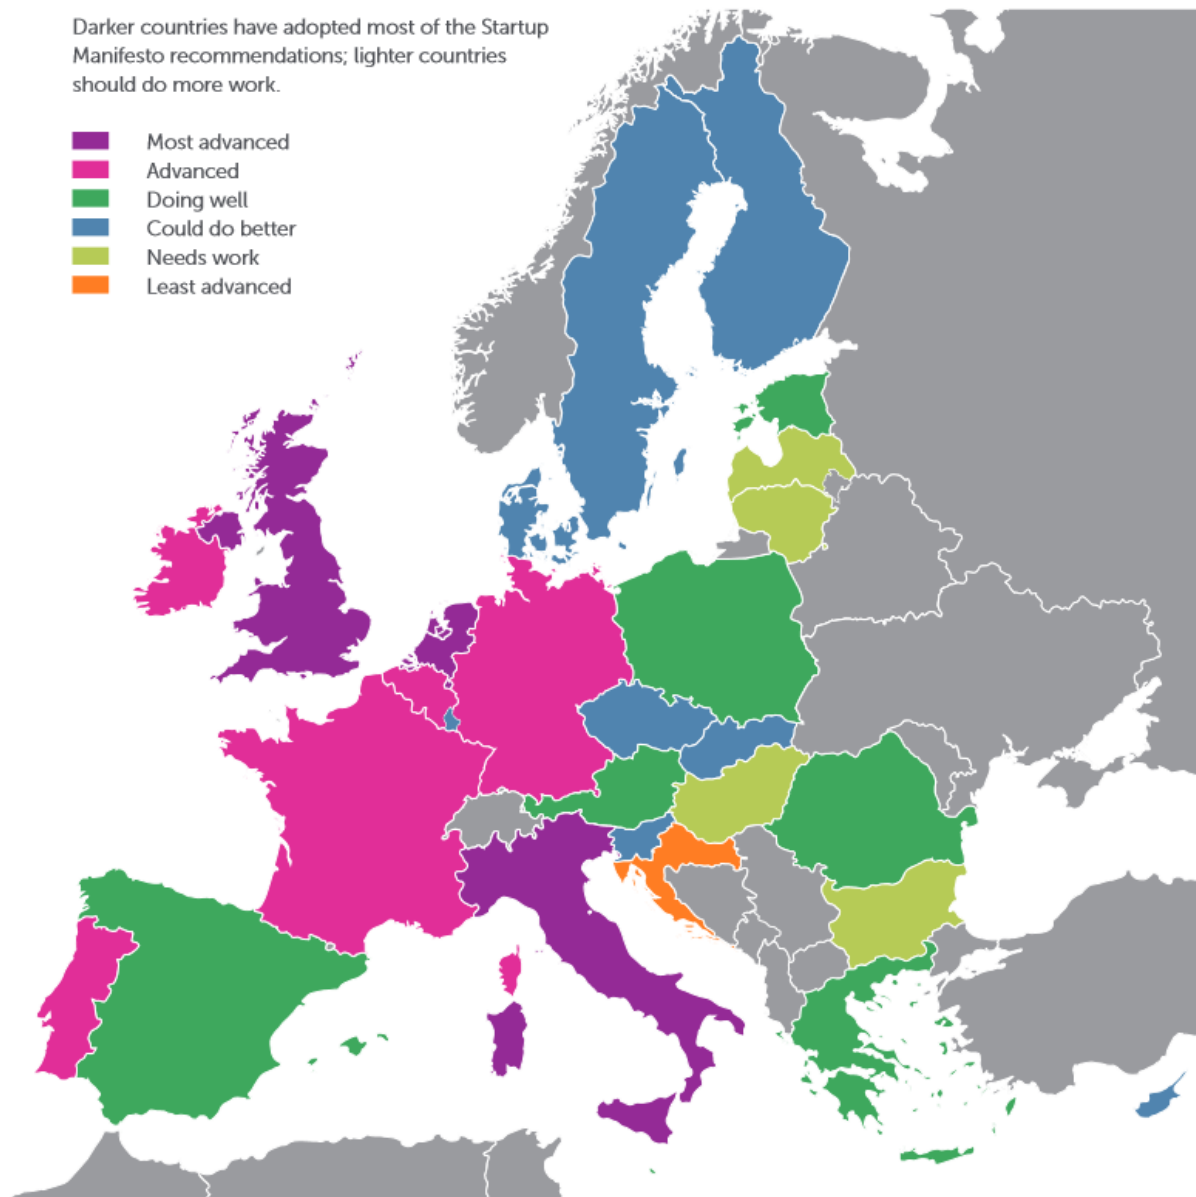 Darker countries have adopted most of the Startup
Manifesto recommendations; lighter countries
should do more work.
Most advanced
Advanced
Doing well
Could do better
Needs work
Least advanced